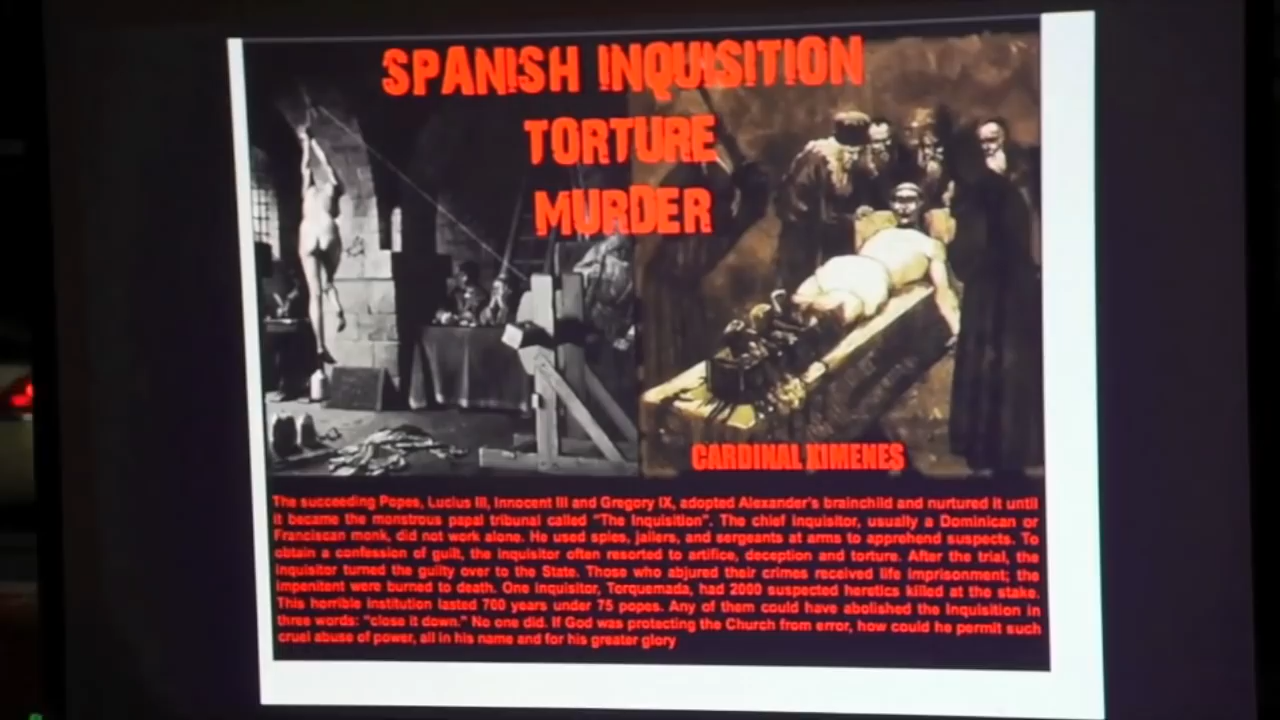 SPANISH INQUISITION
TORTURE
MURDER
CARDINAL XIMENES
The succeeding Popes, Lucius III, Innocent III and Gregory IX, adopted Alexander's brainchild and nurtured it until
it became the monstrous papal tribunal called "The Inquisition". The chief inquisitor, usually a Dominican or
Franciscan monk, did not work alone. He used spies, jailers, and sergeants at arms to apprehend suspects. To
obtain a confession of guilt, the inquisitor often resorted to artifice, deception and torture. After the trial, the
inquisitor turned the guilty over to the State. Those who abjured their crimes received life imprisonment; the
impenitent were burned to death. One inquisitor, Torquemada, had 2000 suspected heretics killed at the stake.
This horrible institution lasted 700 years under 75 popes. Any of them could have abolished the Inquisition in
three words: "close it down." No one did. If God was protecting the Church from error, how could he permit such
cruel abuse of power, all in his name and for his greater glory